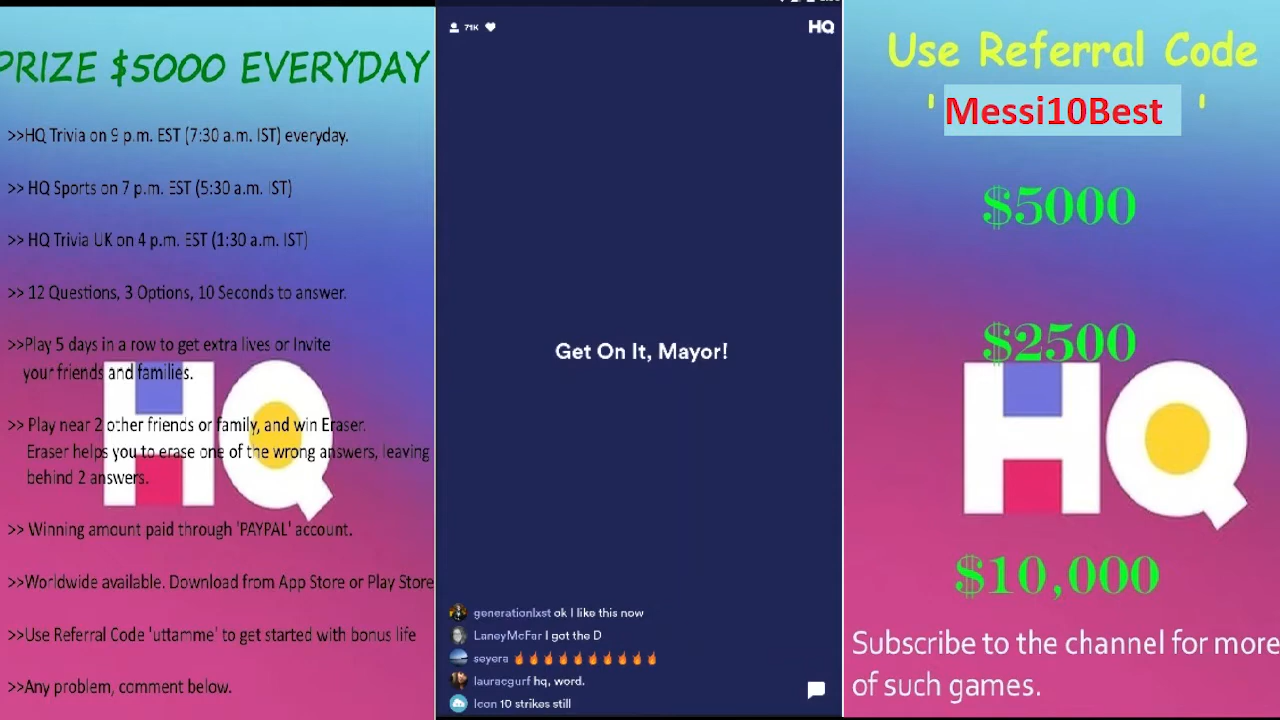 PRIZE $5000 EVERYDAY
>>HQ Trivia on 9 p.m. EST (7:30 a.m. IST) everyday.
>> HQ Sports on 7 p.m. EST (5:30 a.m. IST)
>> HQ Trivia UK on 4 p.m. EST (1:30 a.m. IST)
>> 12 Questions, 3 Options, 10 Seconds to answer.
>>Play 5 days in a row to get extra lives or Invite
your friends and families.
>> Play near 2 other friends or family, and win Eraser.
Eraser helps you to erase one of the wrong answers, leaving
behind 2 answers.
>> Winning amount paid through 'PAYPAL' account.
>>Worldwide available. Download from App Store or Play Store
>>Use Referral Code 'uttamme' to get started with bonus life
>>Any problem, comment below.
HQ
71K
HQ
Get On It, Mayor!
generationlxst ok I like this now
LaneyMcFar I got the D
seyera 🔥🔥🔥🔥🔥🔥🔥🔥🔥🔥
lauracgurf hq, word.
Icon 10 strikes still
Use Referral Code
' Messi10Best '
$5000
$2500
HQ
$10,000
Subscribe to the channel for more
of such games.